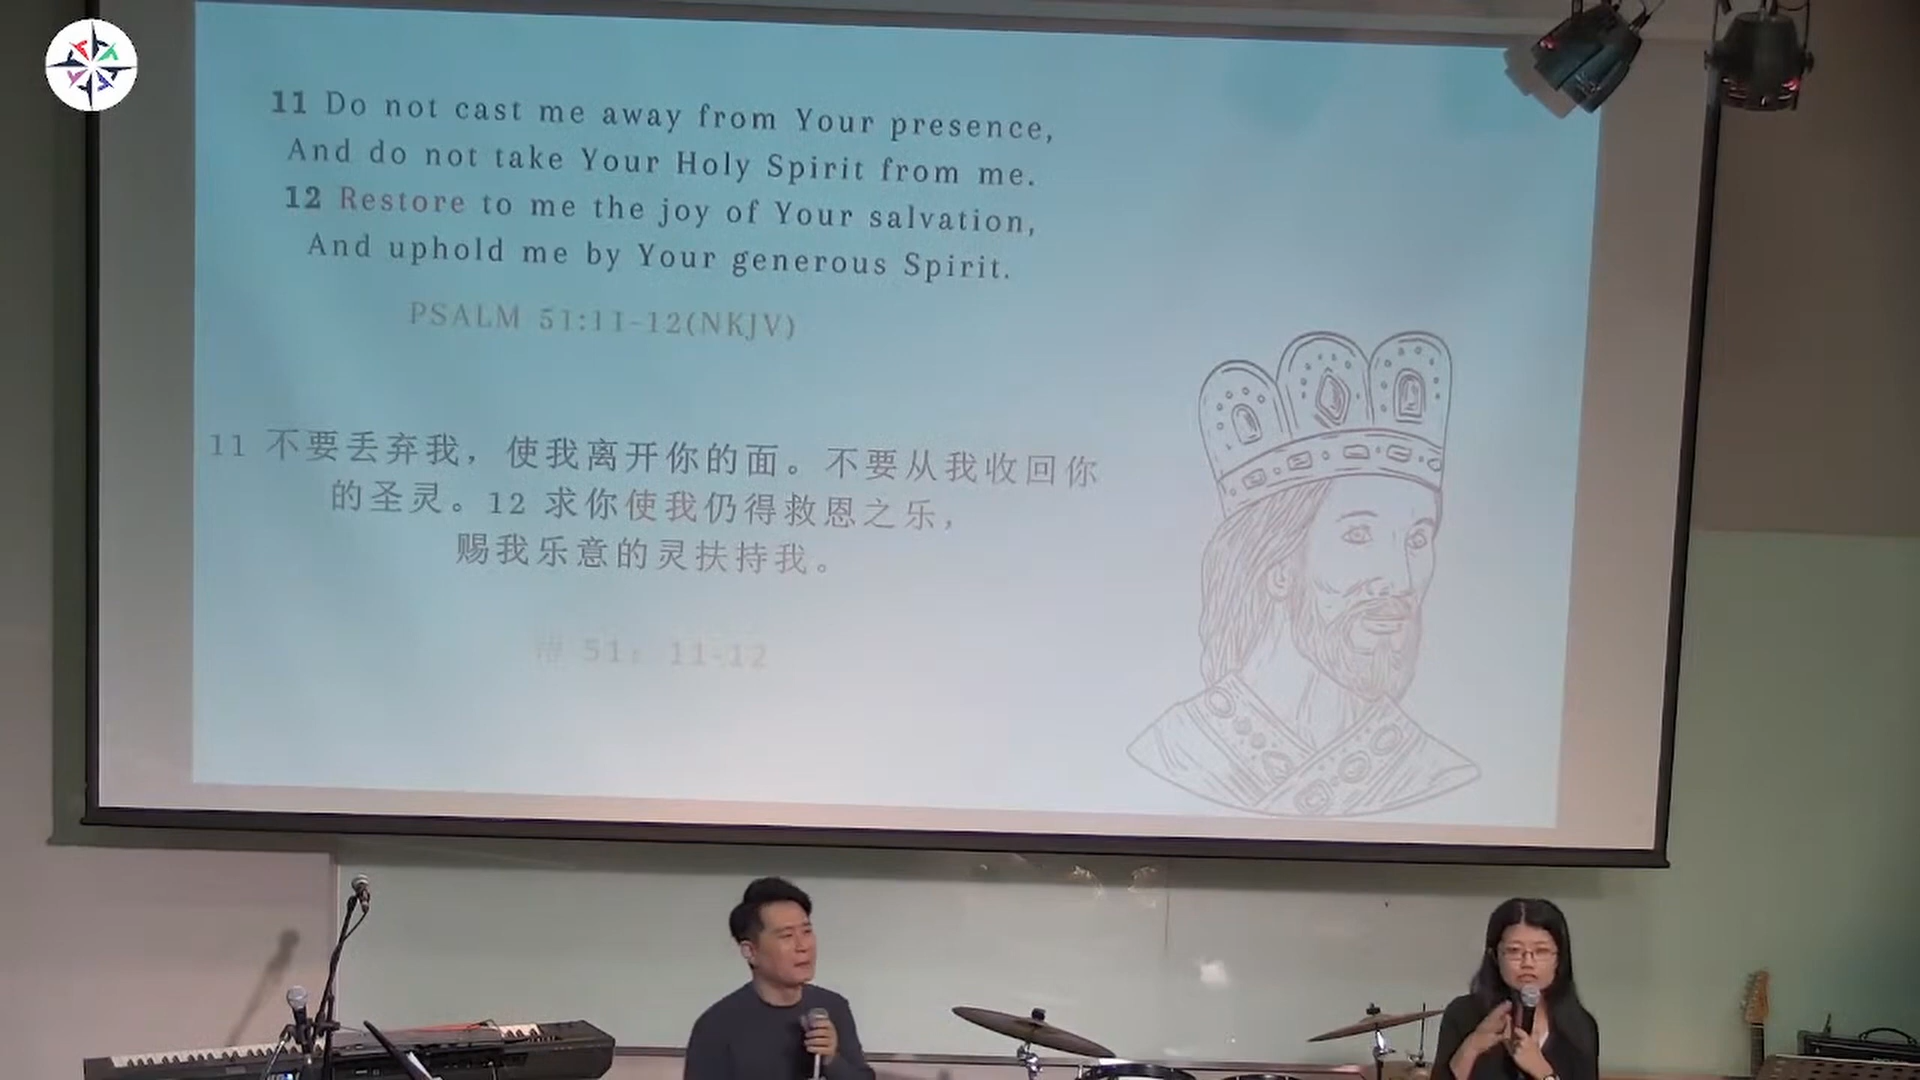 11 Do not cast me away from Your presence,
And do not take Your Holy Spirit from me.
12 Restore to me the joy of Your salvation,
And uphold me by Your generous Spirit.
PSALM 51:11-12(NKJV)
11 不要丢弃我，使我离开你的面。不要从我收回你
的圣灵。12 求你使我仍得救恩之乐，
赐我乐意的灵扶持我。
51：11-12